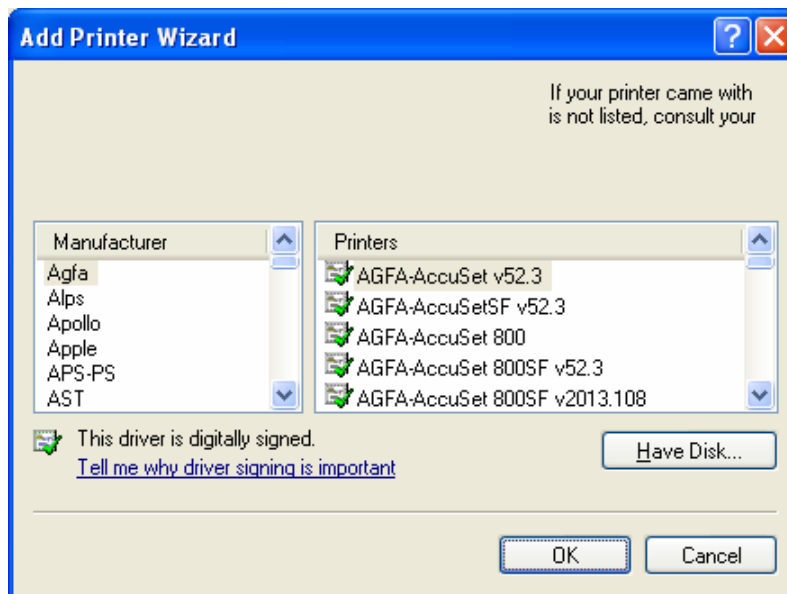 Add Printer Wizard
If your printer came with
is not listed, consult your
Manufacturer
Agfa
Alps
Apollo
Apple
APS-PS
AST
Printers
AGFA-AccuSet v52.3
AGFA-AccuSetSF v52.3
AGFA-AccuSet 800
AGFA-AccuSet 800SF v52.3
AGFA-AccuSet 800SF v2013.108
This driver is digitally signed.
Tell me why driver signing is important
Have Disk...
OK
Cancel